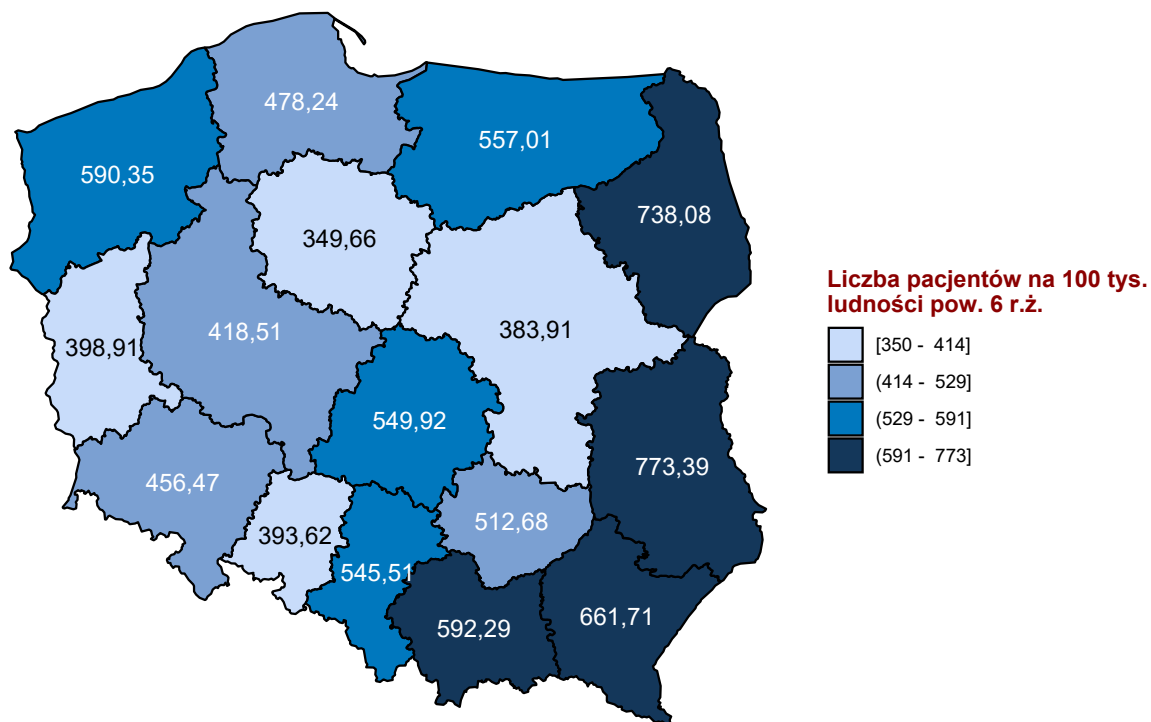 478,24
557,01
590,35
738,08
349,66
418,51
383,91
398,91
549,92
773,39
456,47
512,68
393,62
545,51
661,71
592,29
Liczba pacjentów na 100 tys.
ludności pow. 6 r.ż.
[350 - 414]
(414 - 529]
(529 - 591]
(591 - 773]